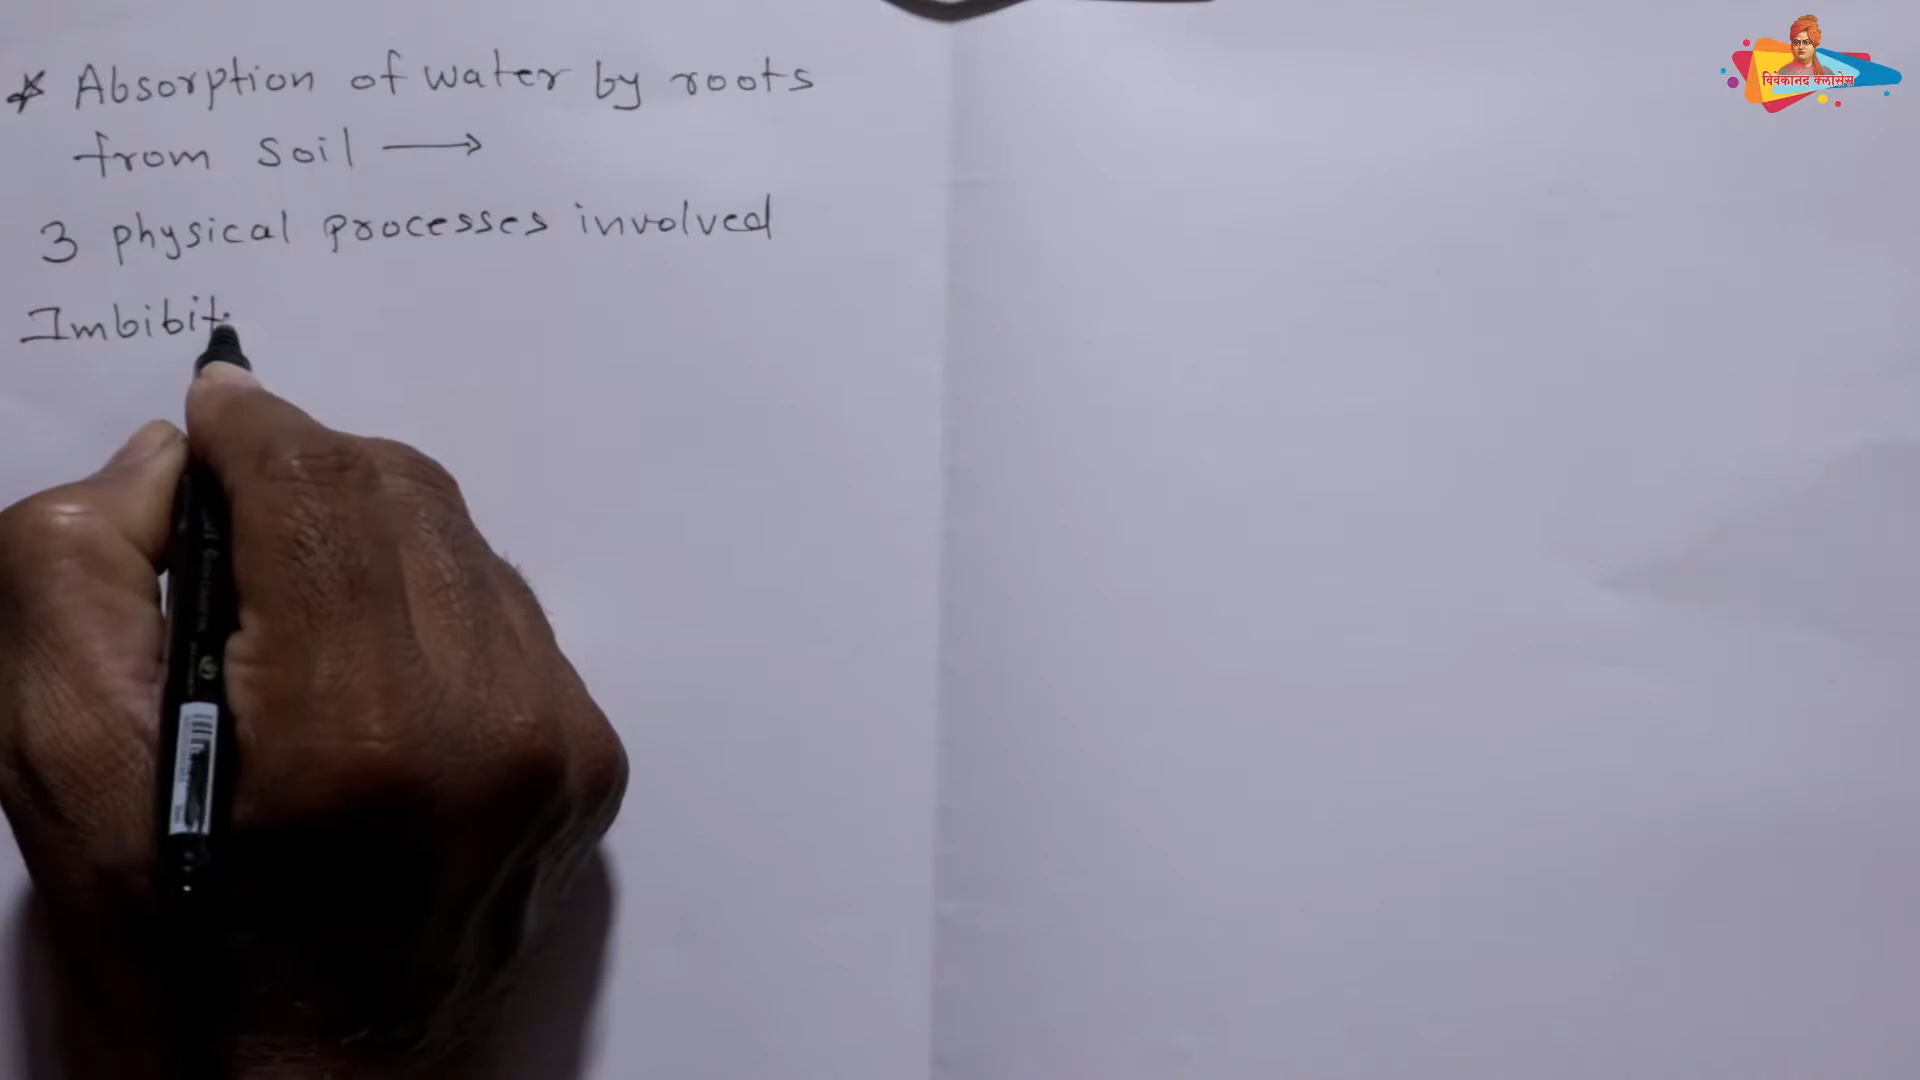 * Absorption of water by roots
from soil →
3 physical processes involved
Imbibit
विवेकानंद क्लासेस